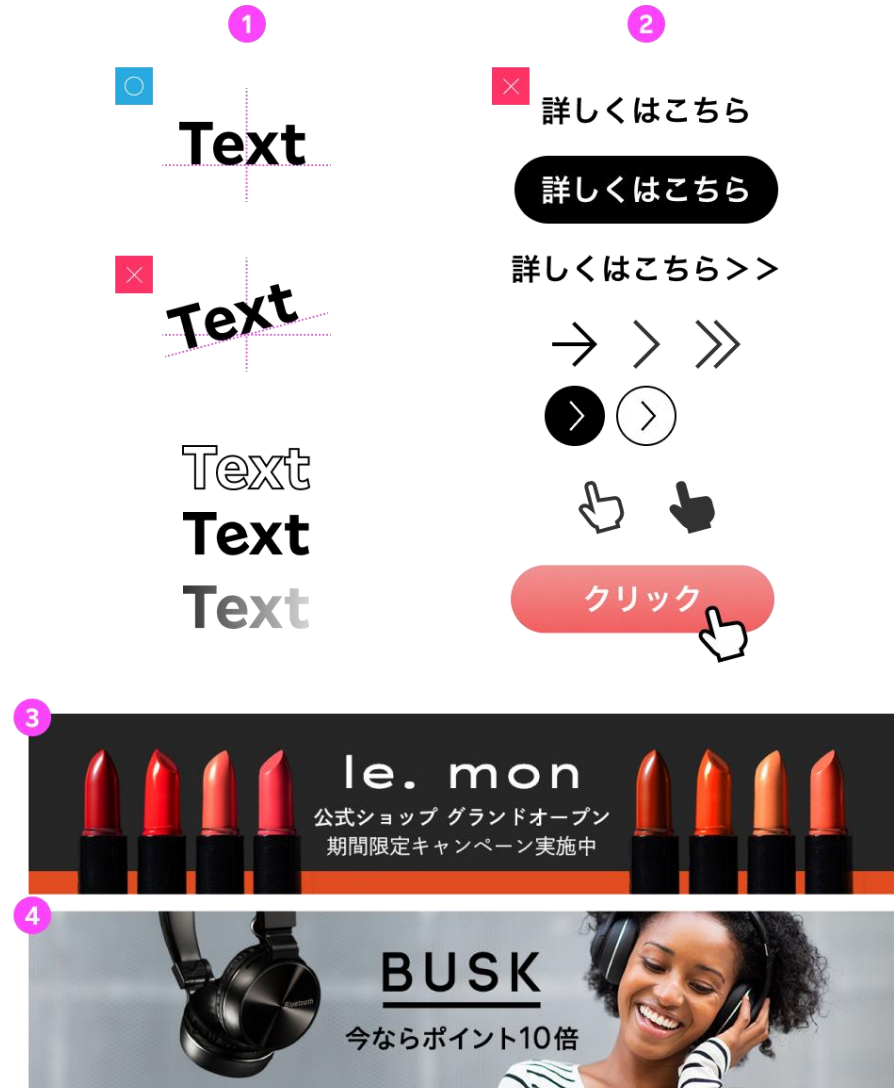 1
Text
Text
Text
Text
Text
2
詳しくはこちら
詳しくはこちら
詳しくはこちら>>
クリック
3
le. mon
公式ショップ グランドオープン
期間限定キャンペーン実施中
4
Bluetooth
BUSK
今ならポイント10倍